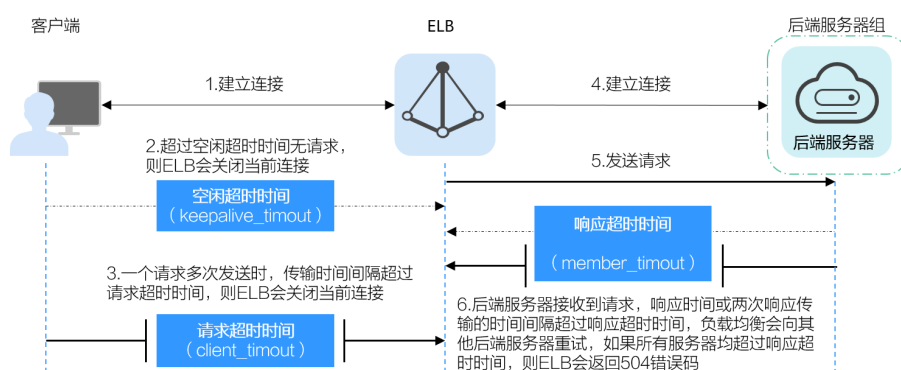 客户端
ELB
后端服务器组
1.建立连接
4.建立连接
后端服务器
2.超过空闲超时时间无请求，
则ELB会关闭当前连接
5.发送请求
空闲超时时间
（keepalive_timout）
响应超时时间
（member_timout）
3.一个请求多次发送时，传输时间间隔超过
请求超时时间，则ELB会关闭当前连接
请求超时时间
（client_timout）
6.后端服务器接收到请求，响应时间或两次响应传
输的时间间隔超过响应超时时间，负载均衡会向其
他后端服务器重试，如果所有服务器均超过响应超
时时间，则ELB会返回504错误码